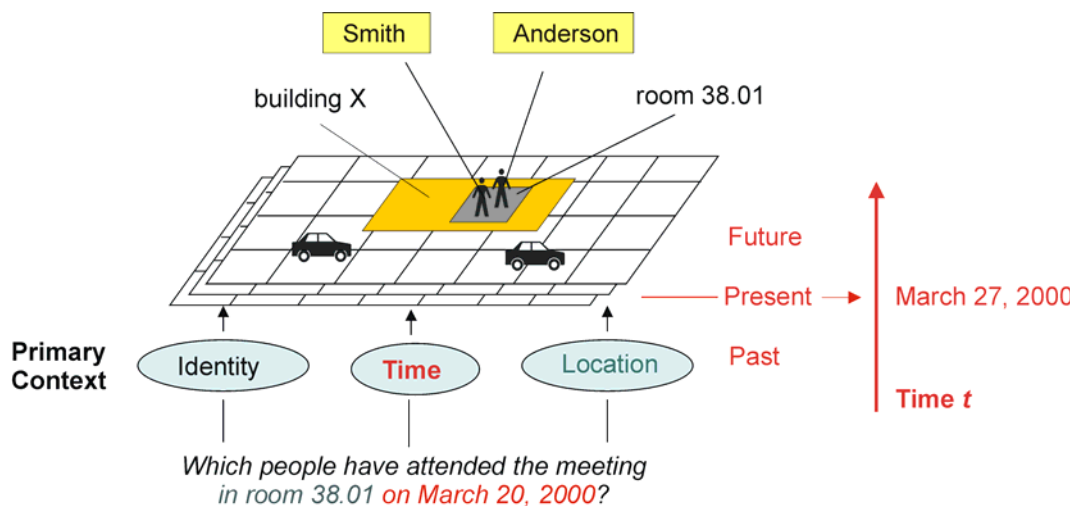 Smith
Anderson
building X
room 38.01
Future
Present
March 27, 2000
Past
Time t
Primary
Context
Identity
Time
Location
Which people have attended the meeting
in room 38.01 on March 20, 2000?